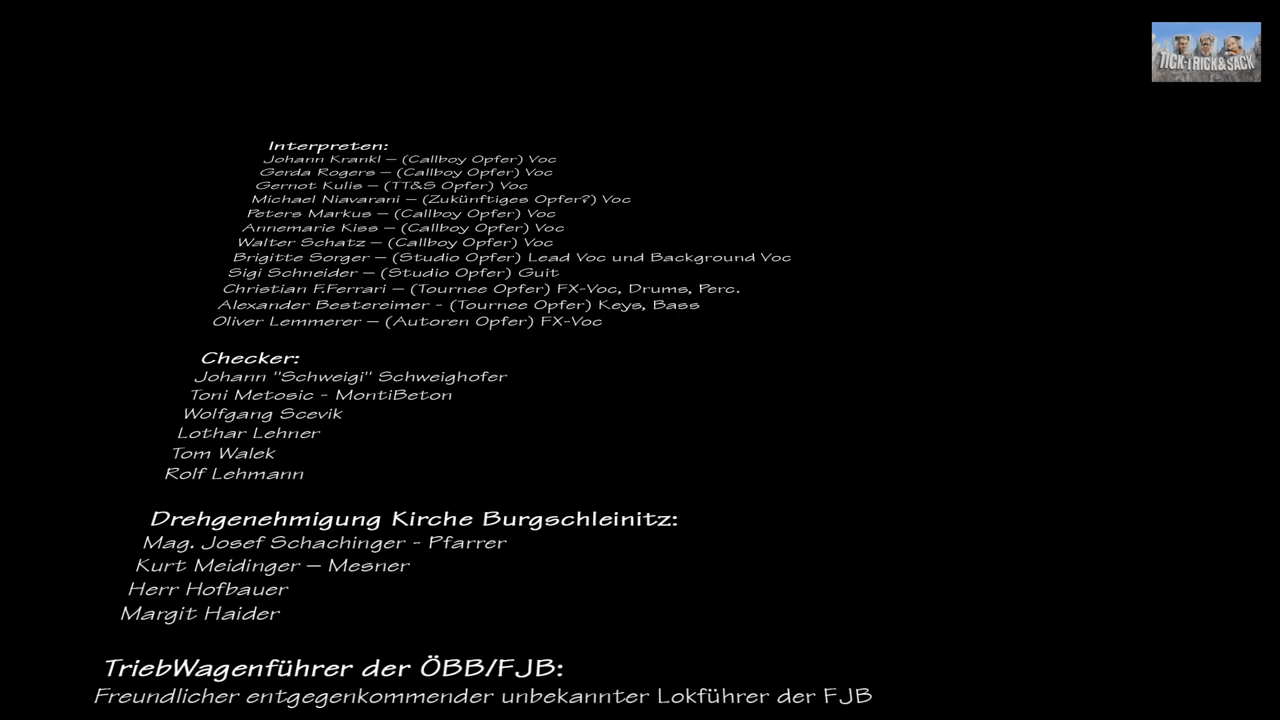 TICK-TRICK&SACK
Interpreten:
Johann Krankl – (Callboy Opfer) Voc
Gerda Rogers – (Callboy Opfer) Voc
Gernot Kulis – (TT&S Opfer) Voc
Michael Niavarani – (Zukünftiges Opfer?) Voc
Peters Markus – (Callboy Opfer) Voc
Annemarie Kiss – (Callboy Opfer) Voc
Walter Schatz – (Callboy Opfer) Voc
Brigitte Sorger – (Studio Opfer) Lead Voc und Background Voc
Sigi Schneider – (Studio Opfer) Guit
Christian F.Ferrari – (Tournee Opfer) FX-Voc, Drums, Perc.
Alexander Bestereimer - (Tournee Opfer) Keys, Bass
Oliver Lemmerer – (Autoren Opfer) FX-Voc
Checker:
Johann "Schweigi" Schweighofer
Toni Metosic - MontiBeton
Wolfgang Scevik
Lothar Lehner
Tom Walek
Rolf Lehmann
Drehgenehmigung Kirche Burgschleinitz:
Mag. Josef Schachinger - Pfarrer
Kurt Meidinger – Mesner
Herr Hofbauer
Margit Haider
TriebWagenführer der ÖBB/FJB:
Freundlicher entgegenkommender unbekannter Lokführer der FJB